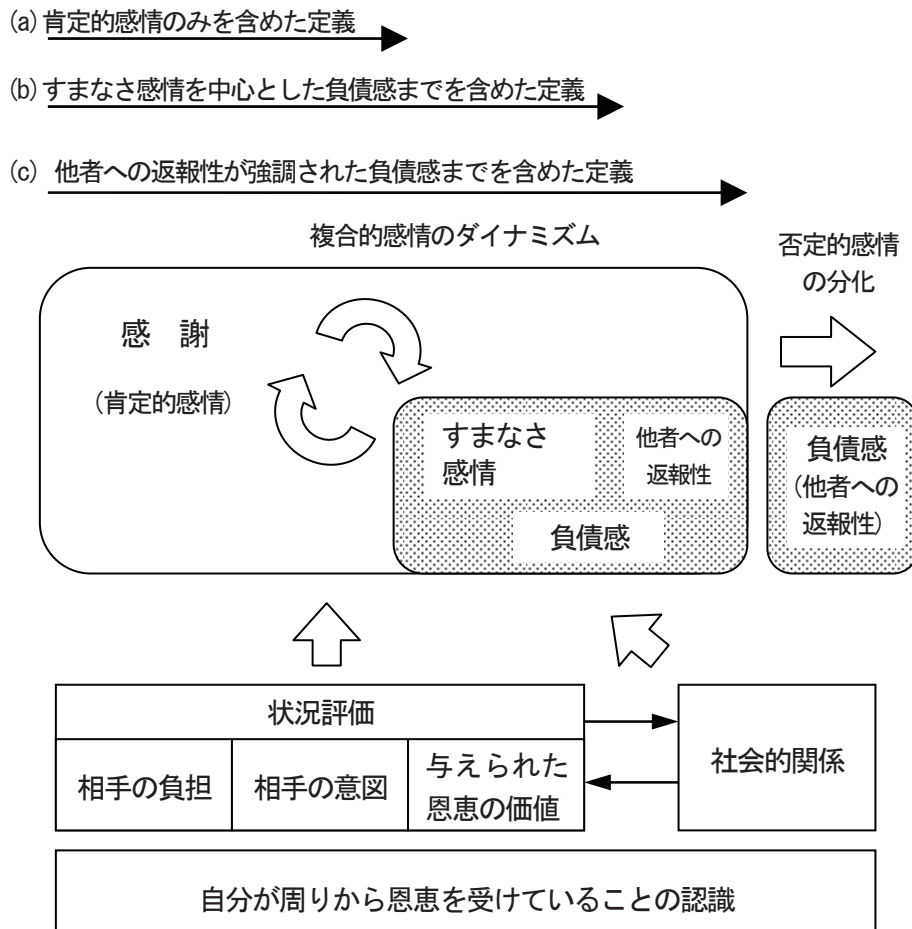 (a) 肯定的感情のみを含めた定義
(b) すまなさ感情を中心とした負債感までを含めた定義
(c) 他者への返報性が強調された負債感までを含めた定義
複合的感情のダイナミズム
否定的感情
の分化
感 謝
(肯定的感情)
すまなさ
感情
他者への
返報性
負債感
負債感
(他者への
返報性)
状況評価
相手の負担
相手の意図
与えられた
恩恵の価値
社会的関係
自分が周りから恩恵を受けていることの認識